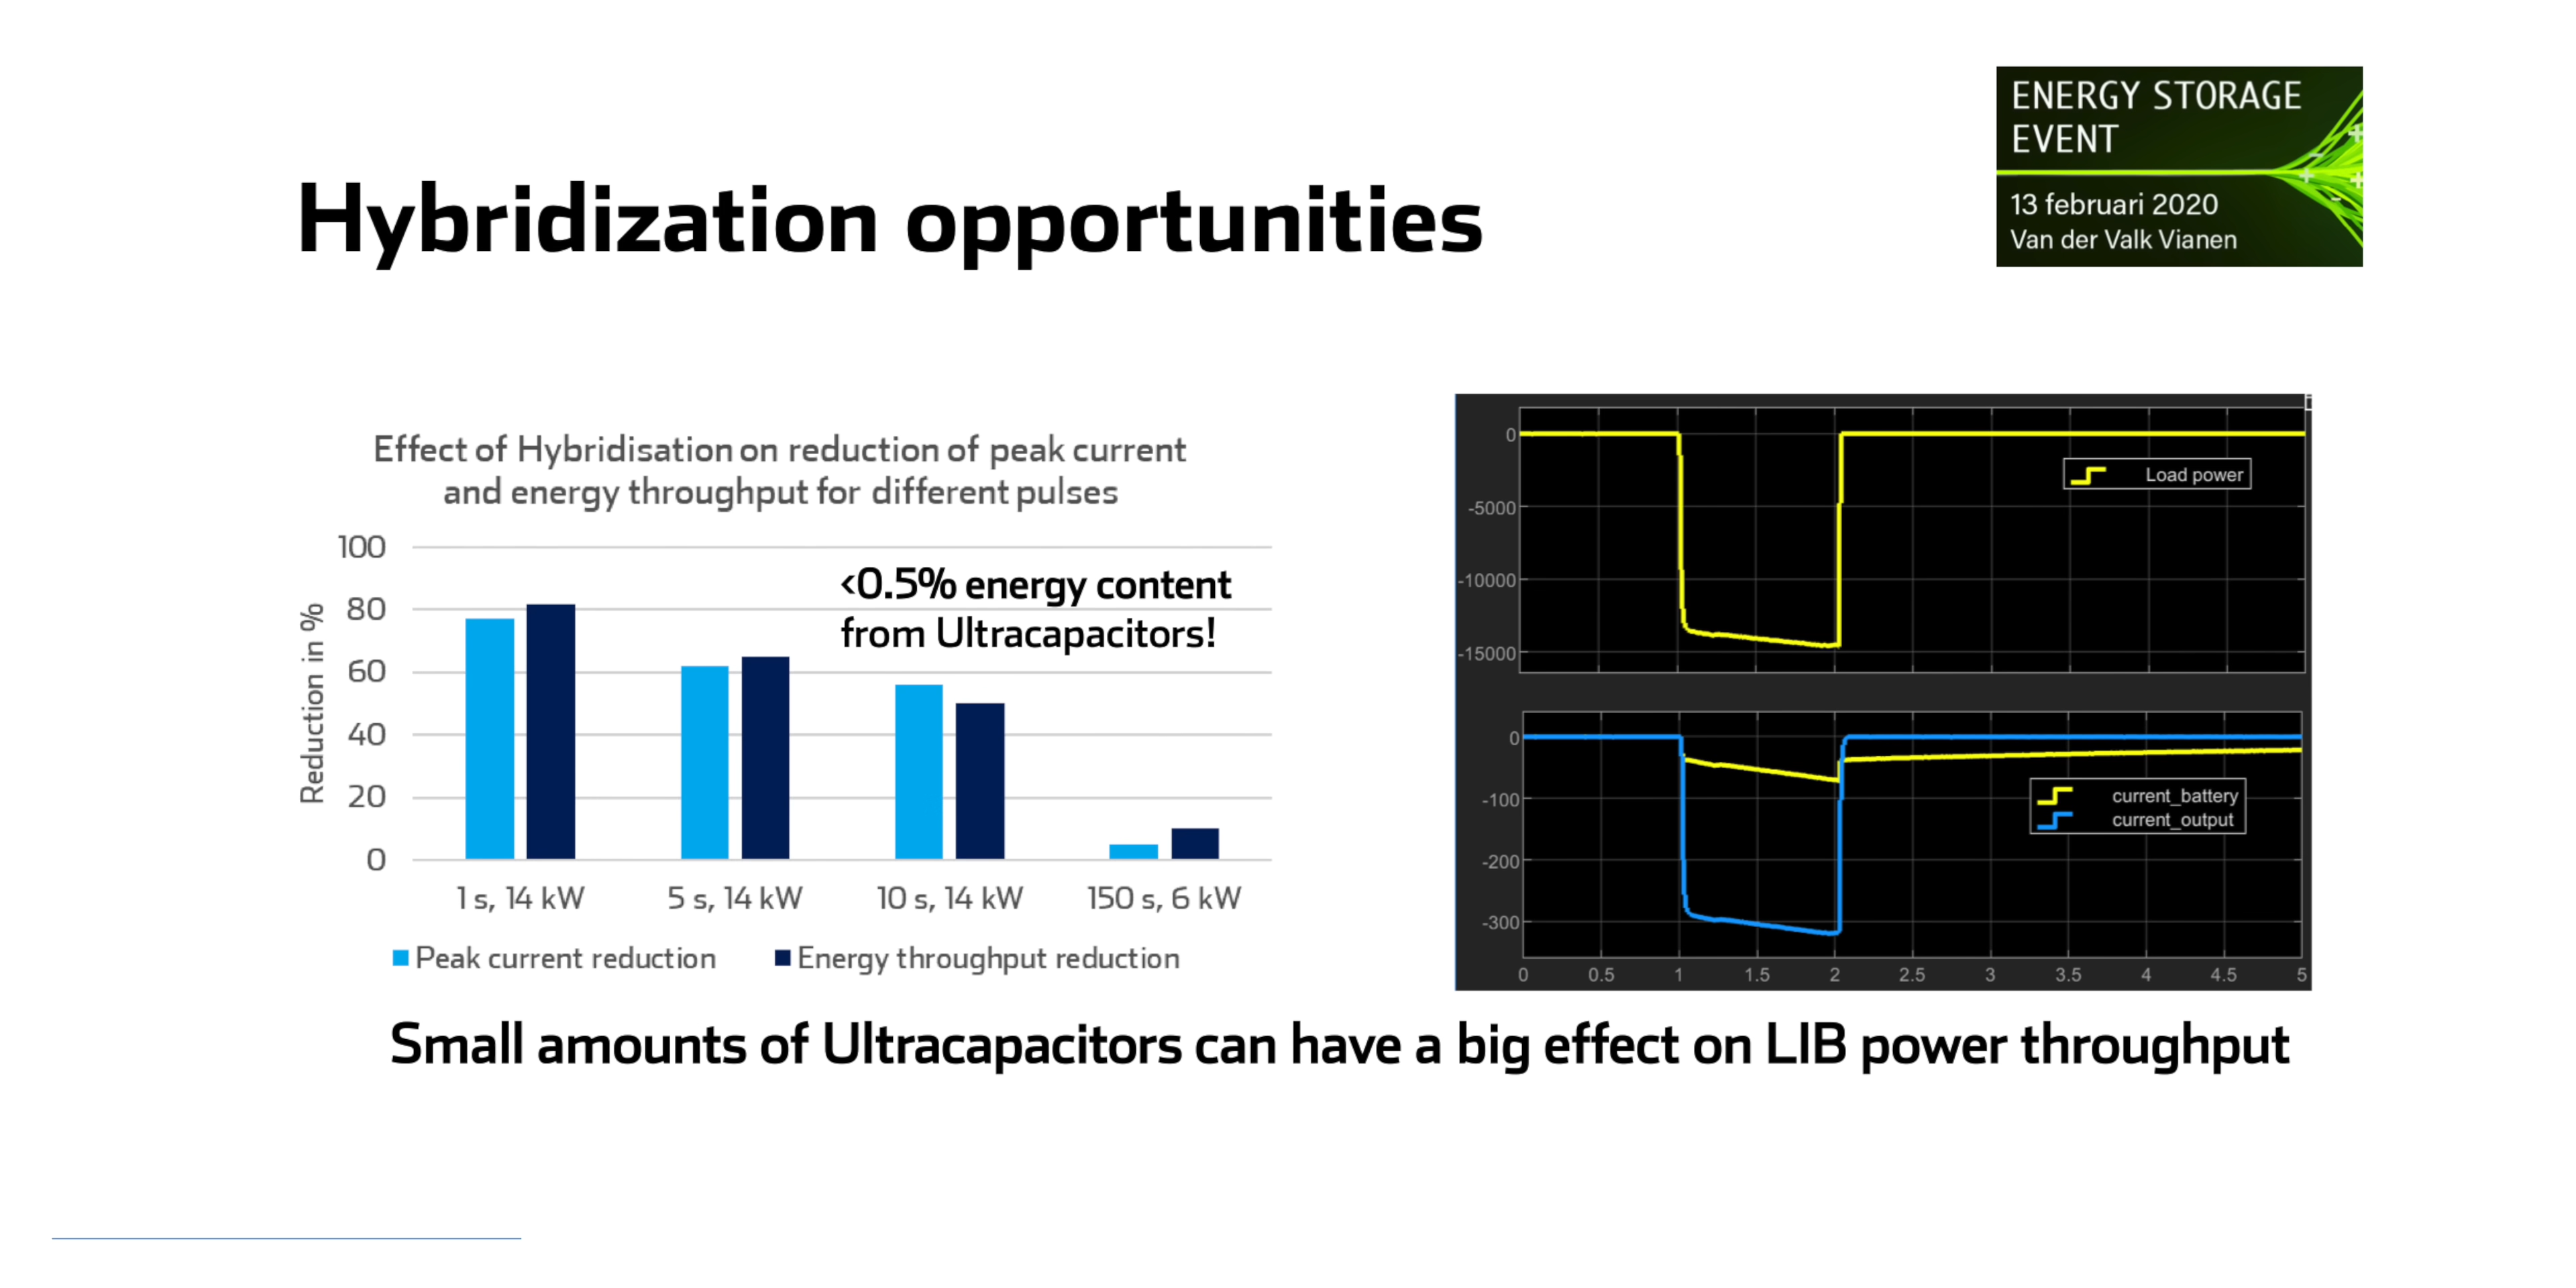 ENERGY STORAGE
EVENT
13 februari 2020
Van der Valk Vianen
Hybridization opportunities
Effect of Hybridisation on reduction of peak current
and energy throughput for different pulses
<0.5% energy content
from Ultracapacitors!
Reduction in %
100
80
60
40
20
0
1 s, 14 kW
5 s, 14 kW
10 s, 14 kW
150 s, 6 kW
Peak current reduction
Energy throughput reduction
0
-5000
-10000
-15000
Load power
0
-100
-200
-300
current_battery
current_output
0
0.5
1
1.5
2
2.5
3
3.5
4
4.5
5
Small amounts of Ultracapacitors can have a big effect on LIB power throughput